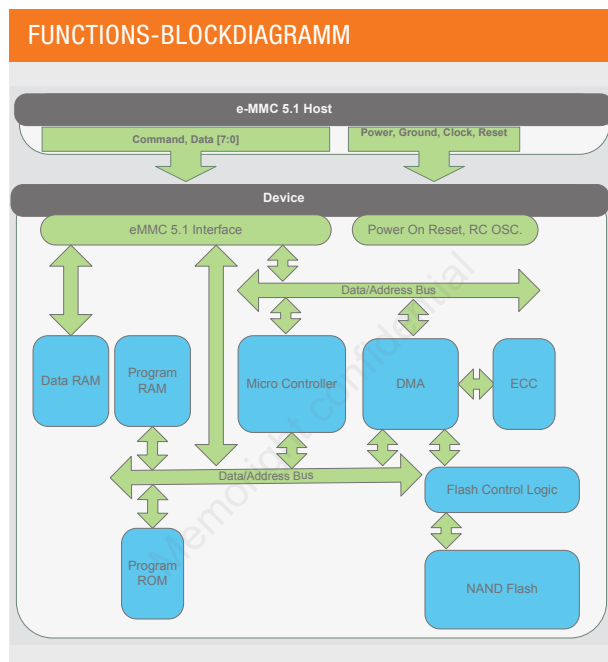 FUNCTIONS-BLOCKDIAGRAMM
e-MMC 5.1 Host
Command, Data [7:0]
Power, Ground, Clock, Reset
Device
eMMC 5.1 Interface
Power On Reset, RC OSC.
Data/Address Bus
Data RAM
Program
RAM
Micro Controller
DMA
ECC
Data/Address Bus
Flash Control Logic
Program
ROM
NAND Flash
Memoright confidential